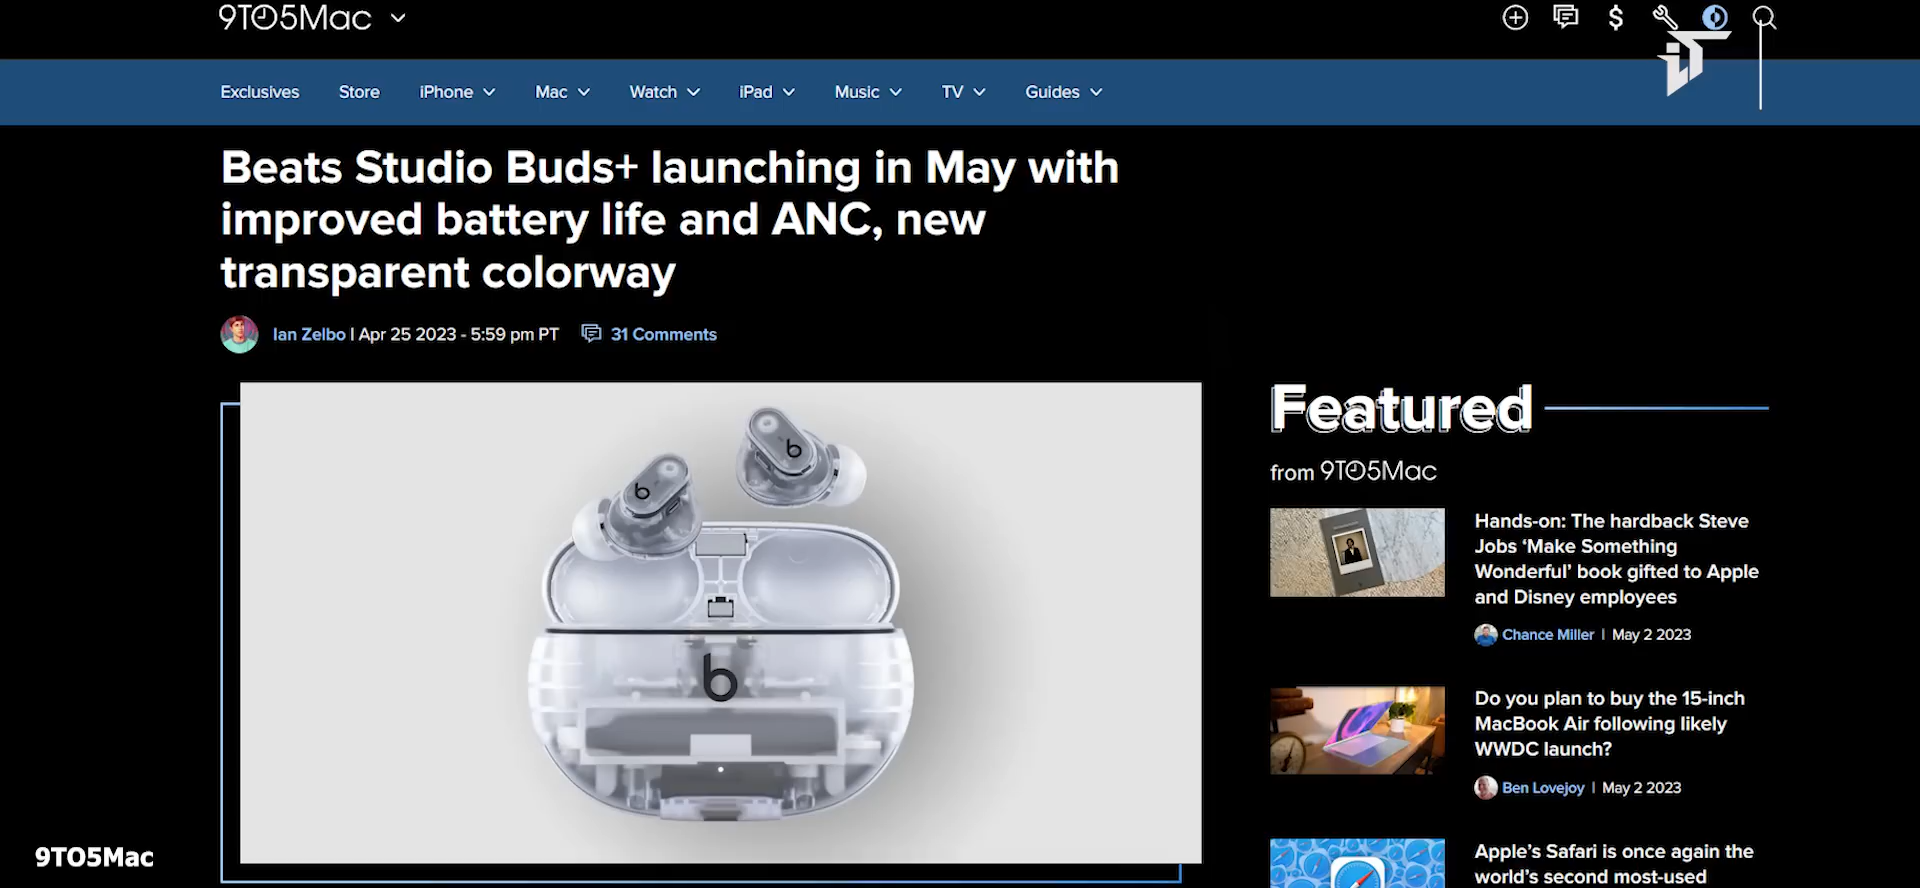 9TO5Mac
Exclusives Store iPhone Mac Watch iPad Music TV Guides
Beats Studio Buds+ launching in May with
improved battery life and ANC, new
transparent colorway
Ian Zelbo | Apr 25 2023 - 5:59 pm PT 31 Comments
b
b
b
Featured
from 9TO5Mac
Hands-on: The hardback Steve
Jobs ‘Make Something
Wonderful’ book gifted to Apple
and Disney employees
Chance Miller | May 2 2023
Do you plan to buy the 15-inch
MacBook Air following likely
WWDC launch?
Ben Lovejoy | May 2 2023
Apple’s Safari is once again the
world’s second most-used
9TO5Mac